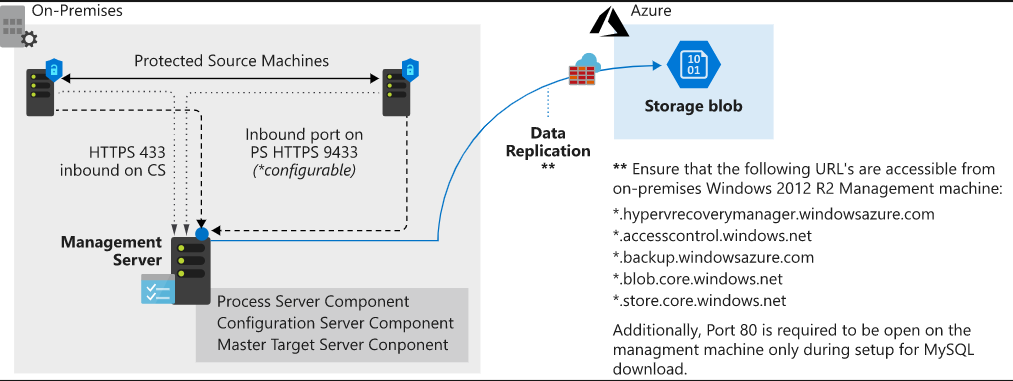 On-Premises
Azure
Protected Source Machines
10
01
Storage blob
HTTPS 433
inbound on CS
Inbound port on
PS HTTPS 9433
(*configurable)
Data
Replication
**
Management
Server
Process Server Component
Configuration Server Component
Master Target Server Conponent
** Ensure that the following URL's are accessible from
on-premises Windows 2012 R2 Management machine:
*.hypervrecoverymanager.windowsazure.com
*.accesscontrol.windows.net
*.backup.windowsazure.com
*.blob.core.windows.net
*.store.core.windows.net
Additionally, Port 80 is required to be open on the
managment machine only during setup for MySQL
download.